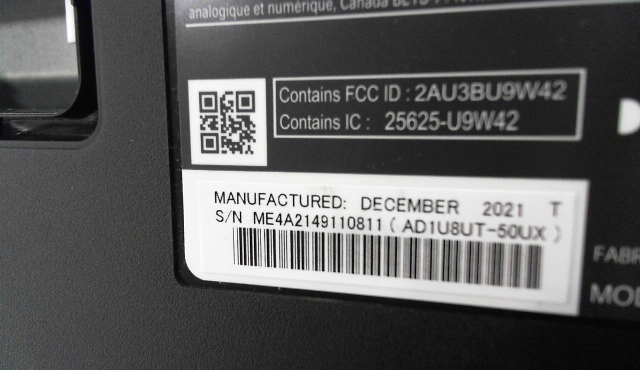 analogique et numérique, Canada
Contains FCC ID : 2AU3BU9W42
Contains IC : 25625-U9W42
MANUFACTURED: DECEMBER 2021 T
S/N ME4A2149110811 ( AD1U8UT-50UX )